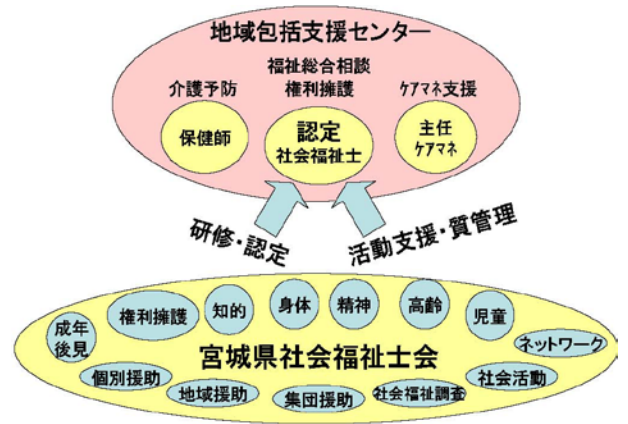 地域包括支援センター
福祉総合相談
介護予防
権利擁護
ケアマネ支援
保健師
認定
社会福祉士
主任
ケアマネ
研修・認定
活動支援・質管理
成年
後見
権利擁護
知的
身体
精神
高齢
児童
ネットワーク
宮城県社会福祉士会
個別援助
地域援助
集団援助
社会福祉調査
社会活動